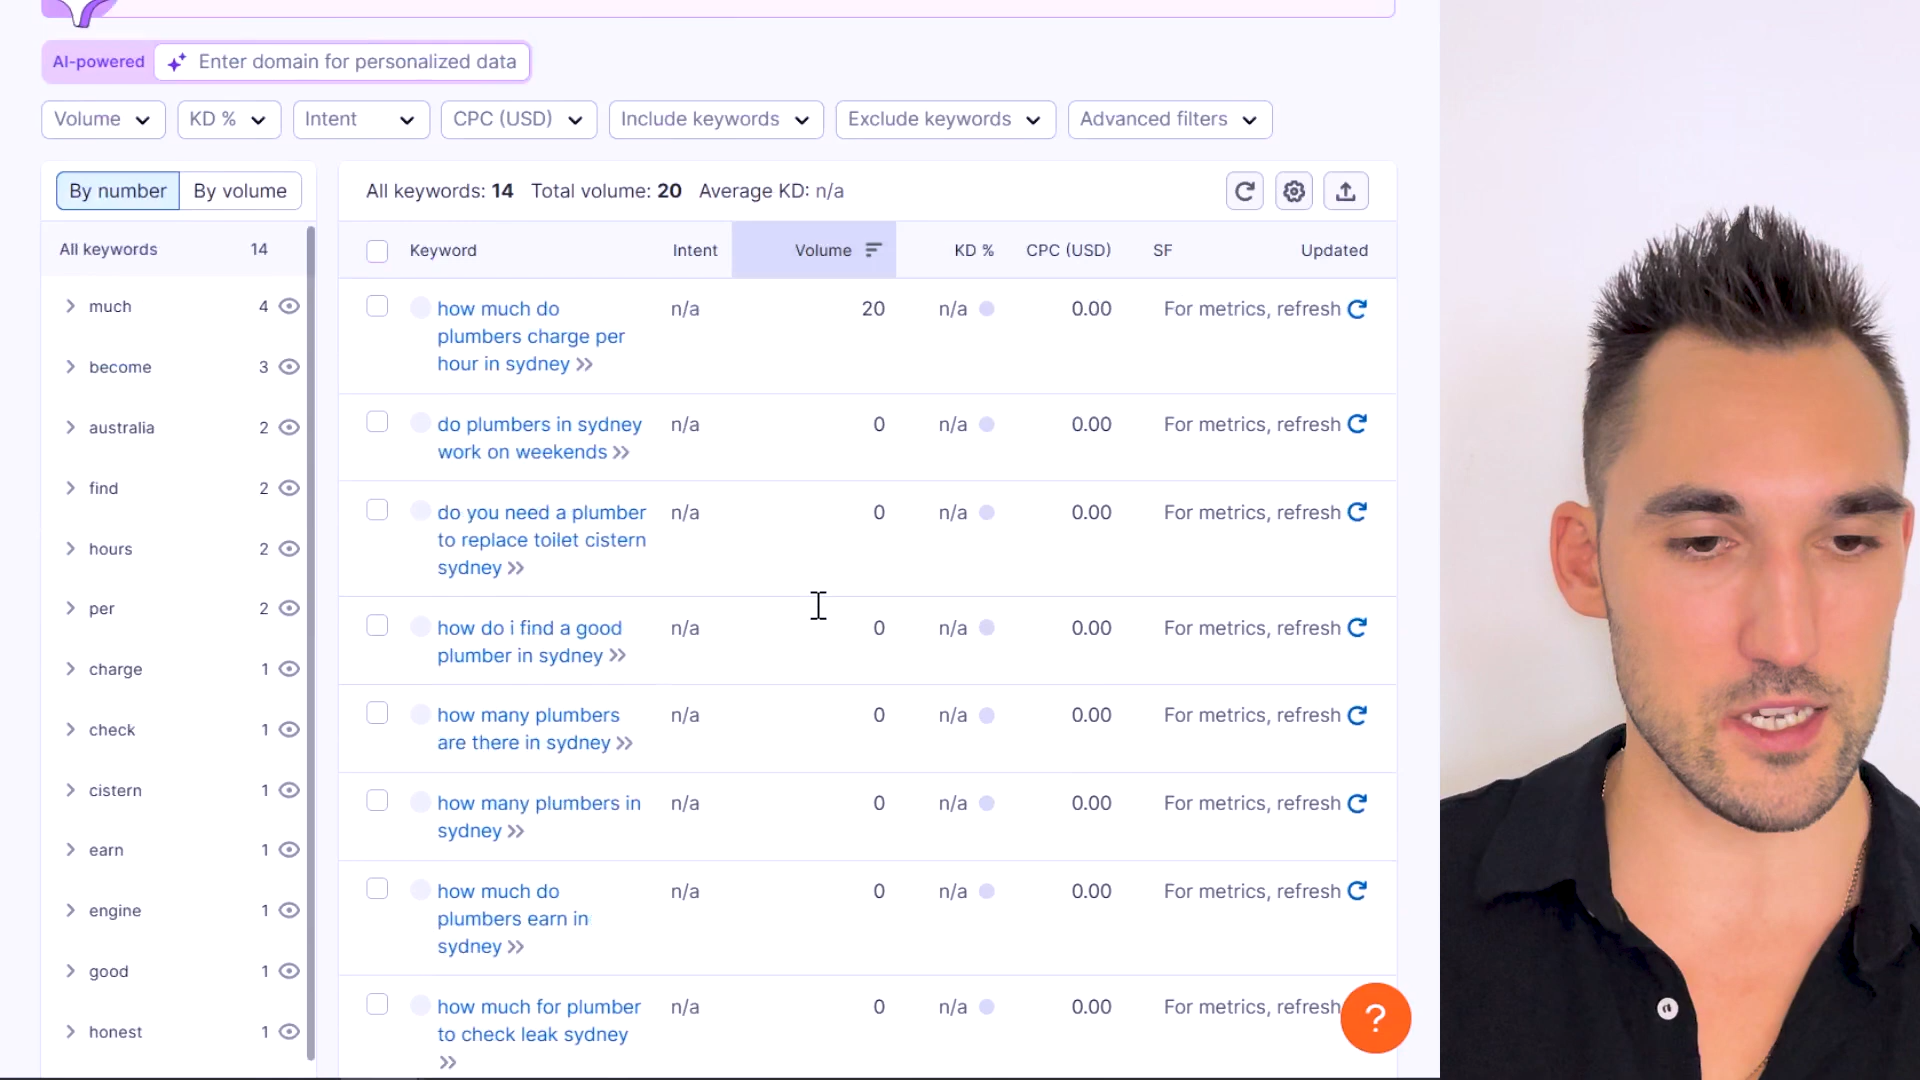 AI-powered Enter domain for personalized data
Volume KD % Intent CPC (USD) Include keywords Exclude keywords Advanced filters
By number By volume
All keywords: 14 Total volume: 20 Average KD: n/a
All keywords 14
much 4
become 3
australia 2
find 2
hours 2
per 2
charge 1
check 1
cistern 1
earn 1
engine 1
good 1
honest 1
Keyword Intent Volume KD % CPC (USD) SF Updated
how much do n/a 20 n/a 0.00 For metrics, refresh
plumbers charge per
hour in sydney >>
do plumbers in sydney n/a 0 n/a 0.00 For metrics, refresh
work on weekends >>
do you need a plumber n/a 0 n/a 0.00 For metrics, refresh
to replace toilet cistern
sydney >>
how do i find a good n/a 0 n/a 0.00 For metrics, refresh
plumber in sydney >>
how many plumbers n/a 0 n/a 0.00 For metrics, refresh
are there in sydney >>
how many plumbers in n/a 0 n/a 0.00 For metrics, refresh
sydney >>
how much do n/a 0 n/a 0.00 For metrics, refresh
plumbers earn in
sydney >>
how much for plumber n/a 0 n/a 0.00 For metrics, refresh
to check leak sydney
>>
?